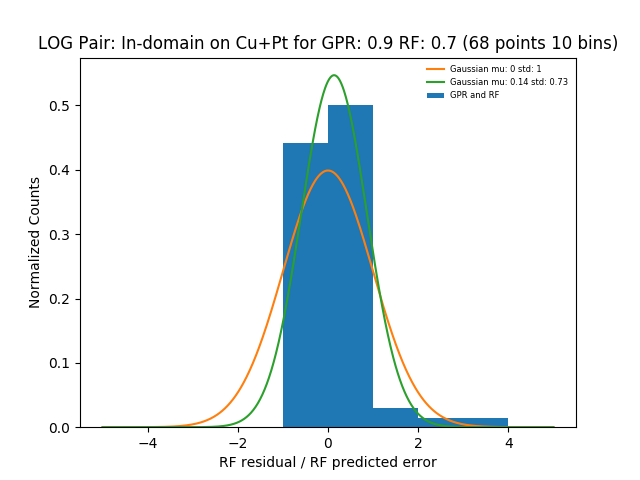 LOG Pair: In-domain on Cu+Pt for GPR: 0.9 RF: 0.7 (68 points 10 bins)
Gaussian mu: 0 std: 1
Gaussian mu: 0.14 std: 0.73
GPR and RF
Normalized Counts
0.5
0.4
0.3
0.2
0.1
0.0
−4 −2 0 2 4
RF residual / RF predicted error